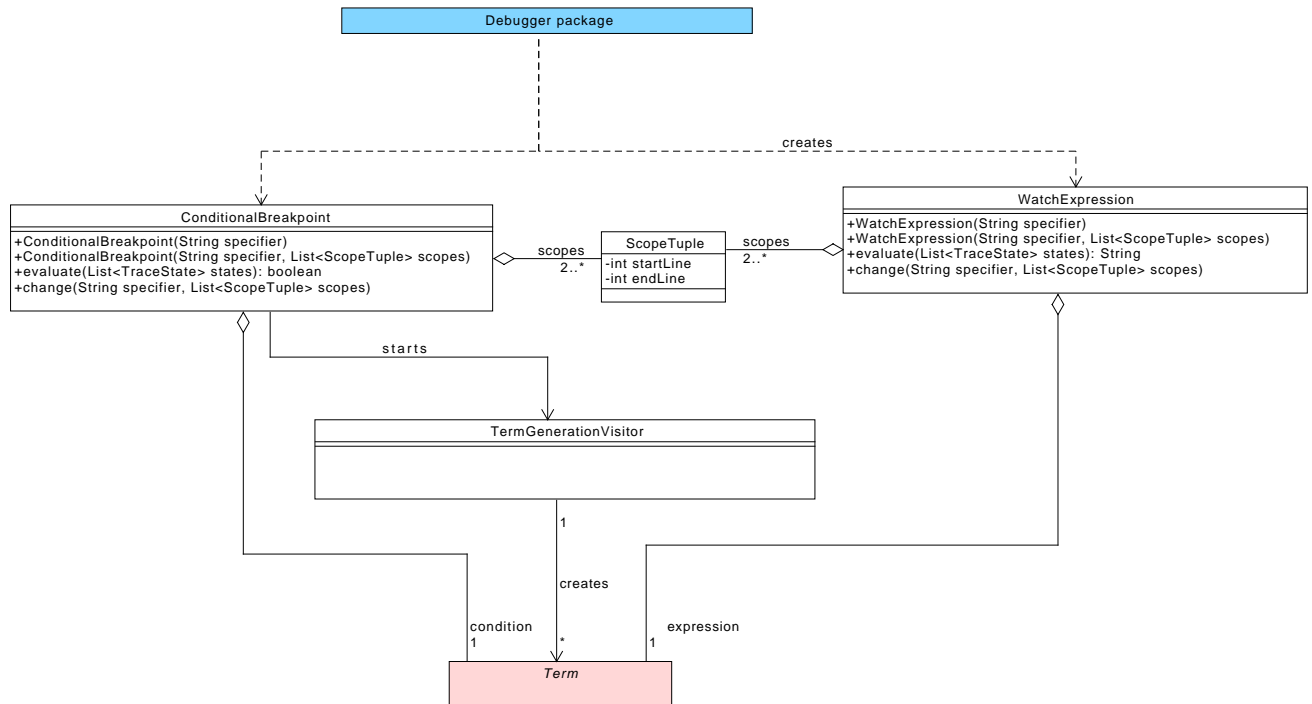 Debugger package
creates
ConditionalBreakpoint
+ConditionalBreakpoint(String specifier)
+ConditionalBreakpoint(String specifier, List<ScopeTuple> scopes)
+evaluate(List<TraceState> states): boolean
+change(String specifier, List<ScopeTuple> scopes)
scopes
2..*
ScopeTuple
-int startLine
-int endLine
scopes
2..*
WatchExpression
+WatchExpression(String specifier)
+WatchExpression(String specifier, List<ScopeTuple> scopes)
+evaluate(List<TraceState> states): String
+change(String specifier, List<ScopeTuple> scopes)
starts
TermGenerationVisitor
1
creates
*
condition
1
expression
1
Term